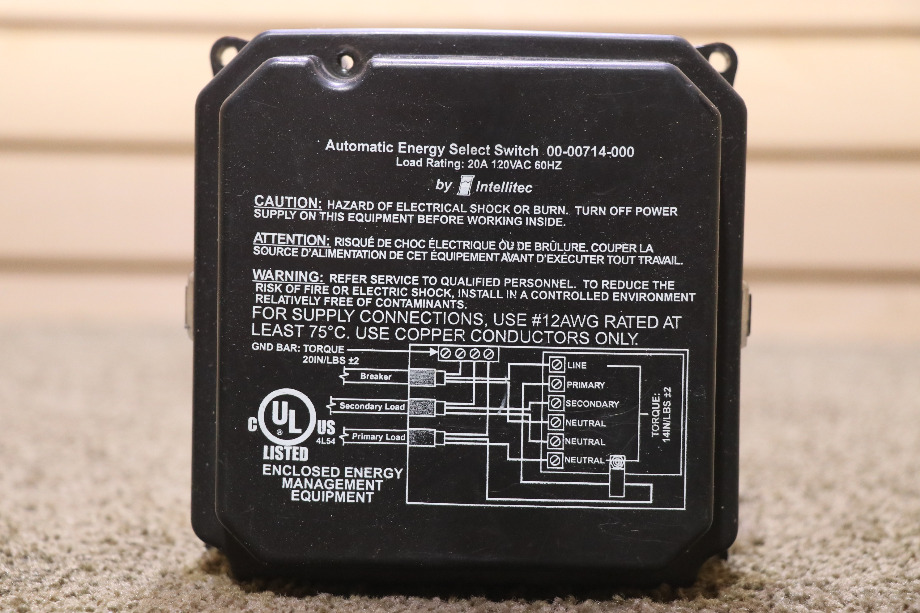 Automatic Energy Select Switch 00-00714-000
Load Rating: 20A 120VAC 60HZ
by Intellitec
CAUTION: HAZARD OF ELECTRICAL SHOCK OR BURN. TURN OFF POWER
SUPPLY ON THIS EQUIPMENT BEFORE WORKING INSIDE.
ATTENTION: RISQUÉ DE CHOC ÉLECTRIQUE OU DE BRÛLURE. COUPER LA
SOURCE D'ALIMENTATION DE CET ÉQUIPEMENT AVANT D'EXÉCUTER TOUT TRAVAIL.
WARNING: REFER SERVICE TO QUALIFIED PERSONNEL. TO REDUCE THE
RISK OF FIRE OR ELECTRIC SHOCK, INSTALL IN A CONTROLLED ENVIRONMENT
RELATIVELY FREE OF CONTAMINANTS.
FOR SUPPLY CONNECTIONS, USE #12AWG RATED AT
LEAST 75°C. USE COPPER CONDUCTORS ONLY.
GND BAR: TORQUE
20IN/LBS ±2
Breaker
Secondary Load
Primary Load
LINE
PRIMARY
SECONDARY
NEUTRAL
NEUTRAL
NEUTRAL
TORQUE:
14IN/LBS ±2
C UL ® US
4L54
LISTED
ENCLOSED ENERGY
MANAGEMENT
EQUIPMENT